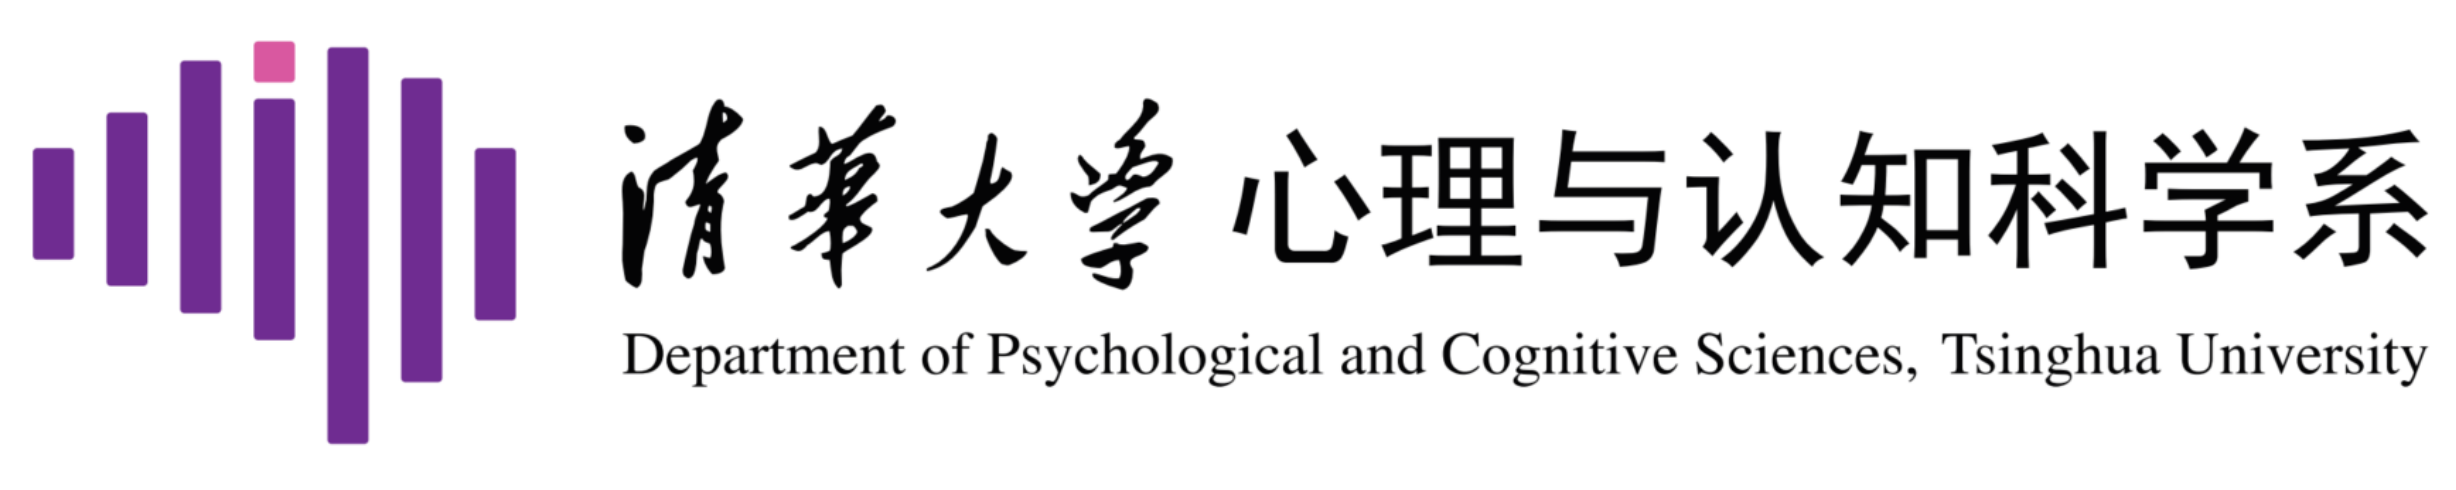 清華大学心理与认知科学系
Department of Psychological and Cognitive Sciences, Tsinghua University